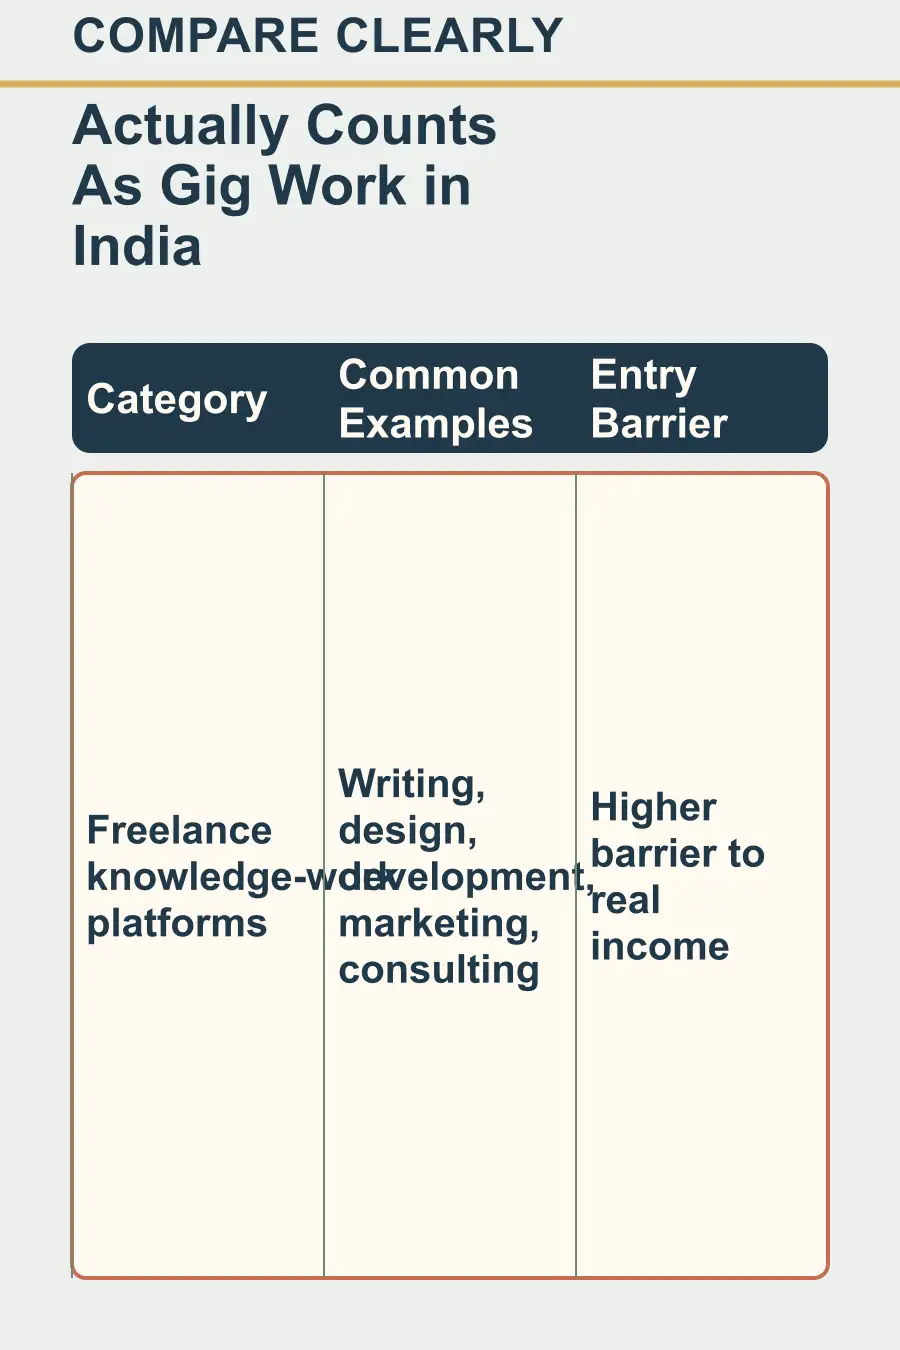 COMPARE CLEARLY
Actually Counts
As Gig Work in
India
Category
Common
Examples
Entry
Barrier
Freelance
knowledge-work
platforms
Writing,
design,
development,
marketing,
consulting
Higher
barrier to
real
income